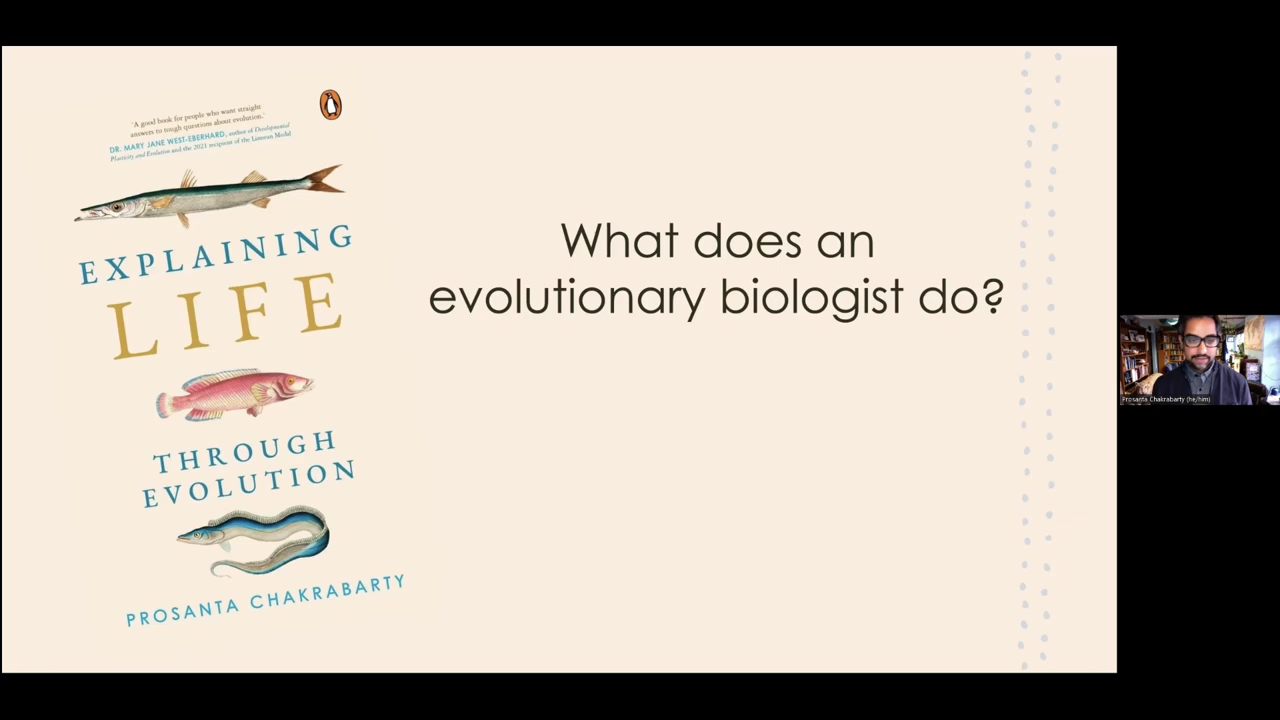 'A good book for people who want straight
answers to tough questions about evolution.'
DR. MARY JANE WEST-EBERHARD, author of Developmental
Plasticity and Evolution and the 2021 recipient of the Linnean Medal
EXPLAINING
LIFE
THROUGH
EVOLUTION
PROSANTA CHAKRABARTY
What does an
evolutionary biologist do?
Prosanta Chakrabarty (he/him)